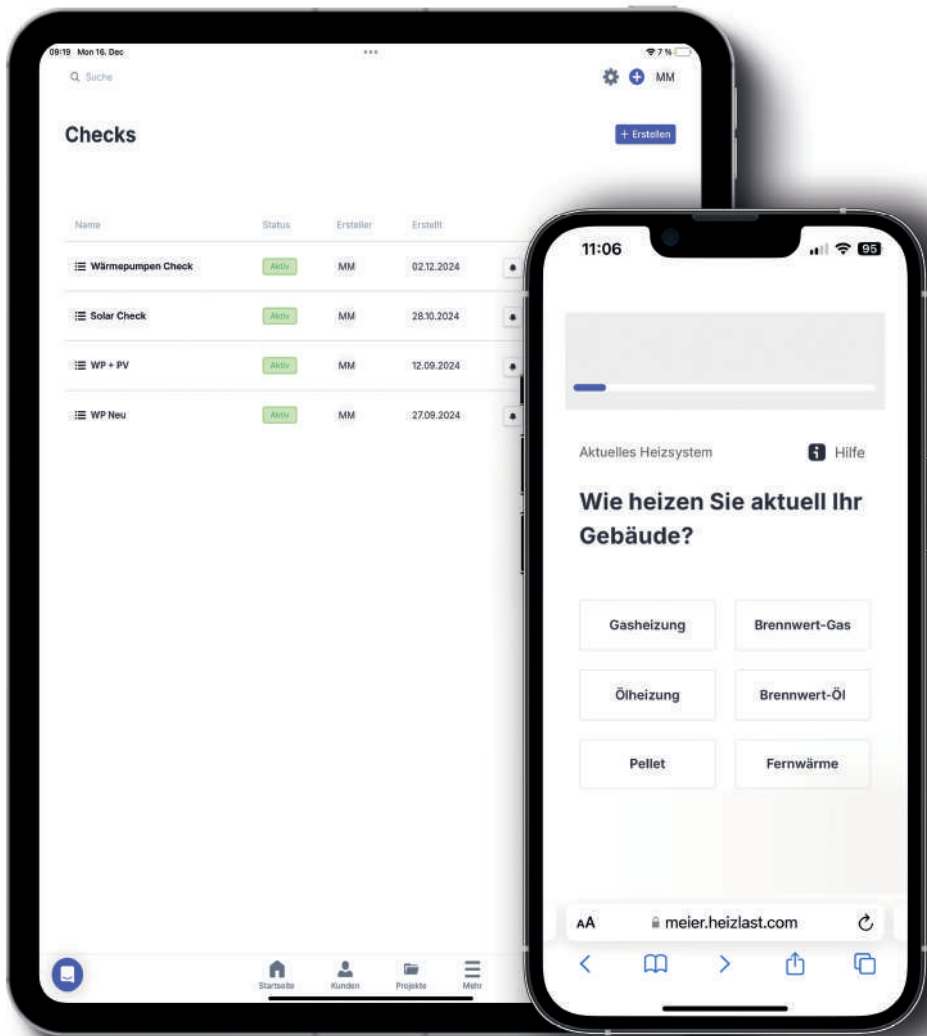 09:19 Mon 16. Dec
7 %
Suche
MM
Checks
+ Erstellen
Name Status Ersteller Erstellt
Wärmepumpen Check Aktiv MM 02.12.2024
Solar Check Aktiv MM 28.10.2024
WP + PV Aktiv MM 12.09.2024
WP Neu Aktiv MM 27.09.2024
Startseite Kunden Projekte Mehr
11:06
95
Aktuelles Heizsystem
Hilfe
Wie heizen Sie aktuell Ihr
Gebäude?
Gasheizung Brennwert-Gas
Ölheizung Brennwert-Öl
Pellet Fernwärme
AA meier.heizlast.com